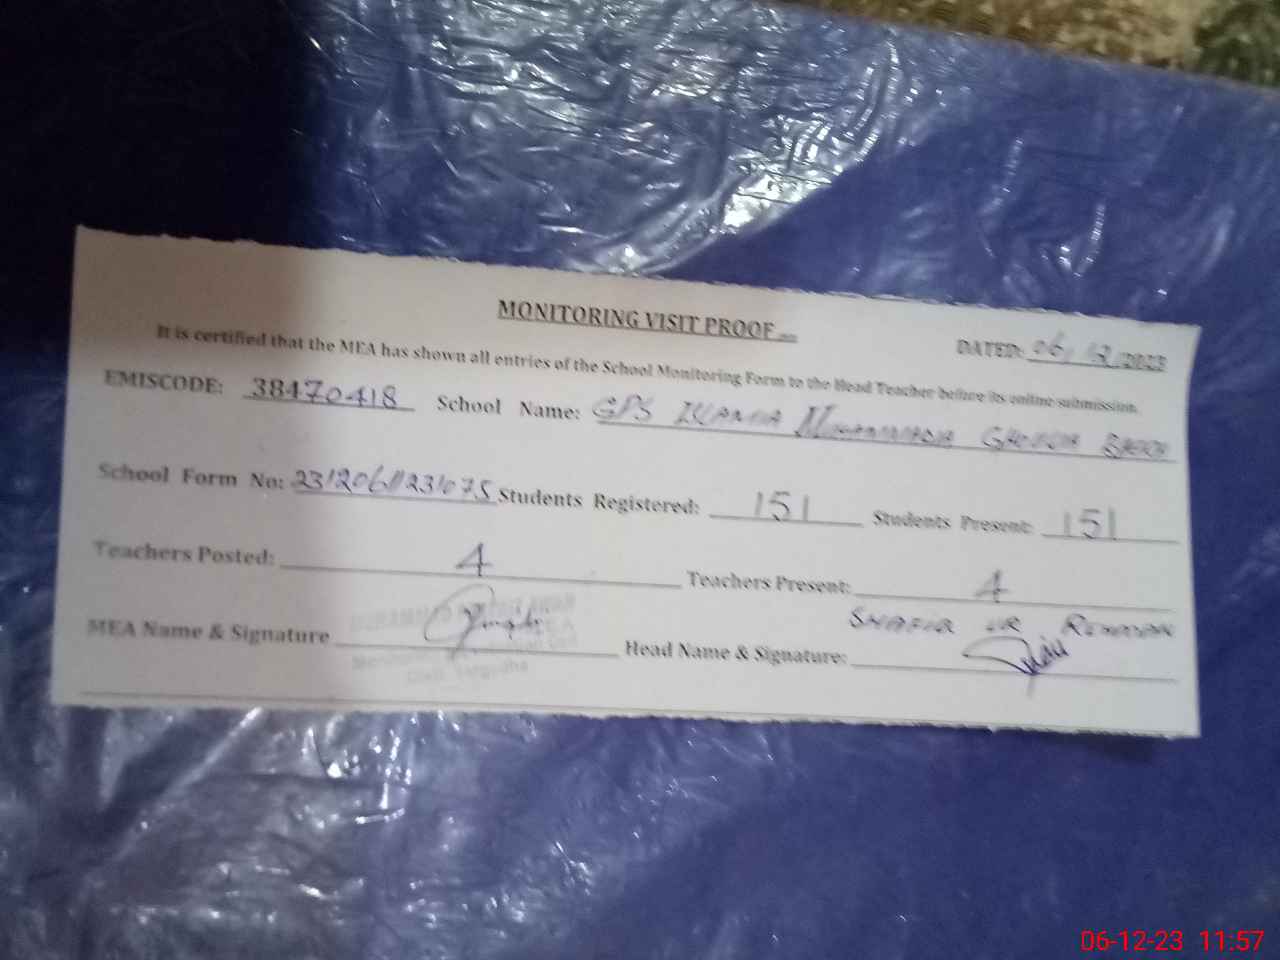 MONITORING VISIT PROOF
DATED: 06/12/2023
It is certified that the MEA has shown all entries of the School Monitoring Form to the Head Teacher before its online submission.
EMISCODE: 38470418 School Name: GPS
School Form No: Students Registered: 151 Students Present: 151
Teachers Posted: 4 Teachers Present: 4
MEA Name & Signature Head Name & Signature: UR REHMAN
06-12-23 11:57